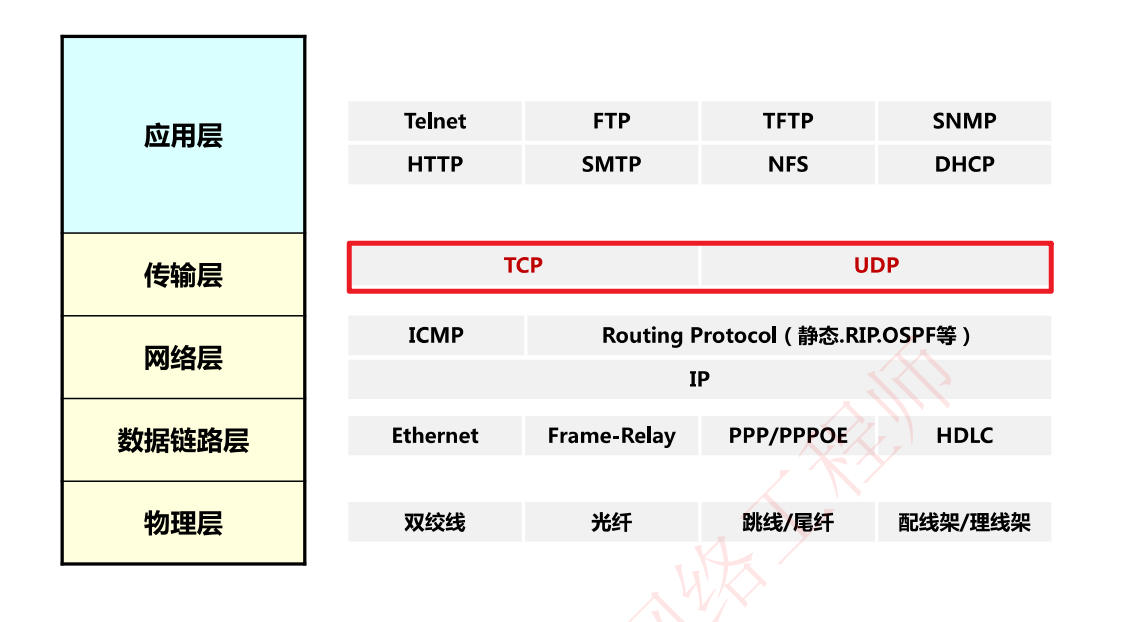 应用层
Telnet FTP TFTP SNMP
HTTP SMTP NFS DHCP
传输层
TCP UDP
网络层
ICMP Routing Protocol（静态.RIP.OSPF等）
IP
数据链路层
Ethernet Frame-Relay PPP/PPPOE HDLC
物理层
双绞线 光纤 跳线/尾纤 配线架/理线架
网络工程师